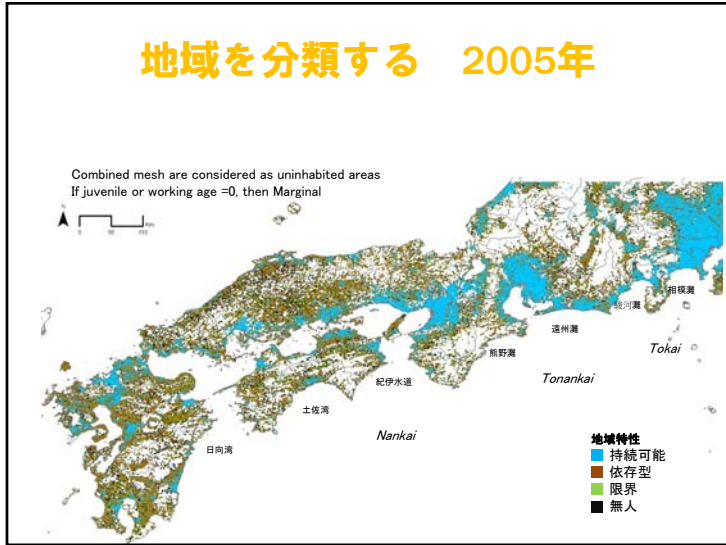 地域を分類する　2005年
Combined mesh are considered as uninhabited areas
If juvenile or working age =0, then Marginal
N
0
Km
相模灘
駿河灘
遠州灘
Tokai
熊野灘
Tonankai
紀伊水道
土佐湾
Nankai
日向湾
地域特性
持続可能
依存型
限界
無人